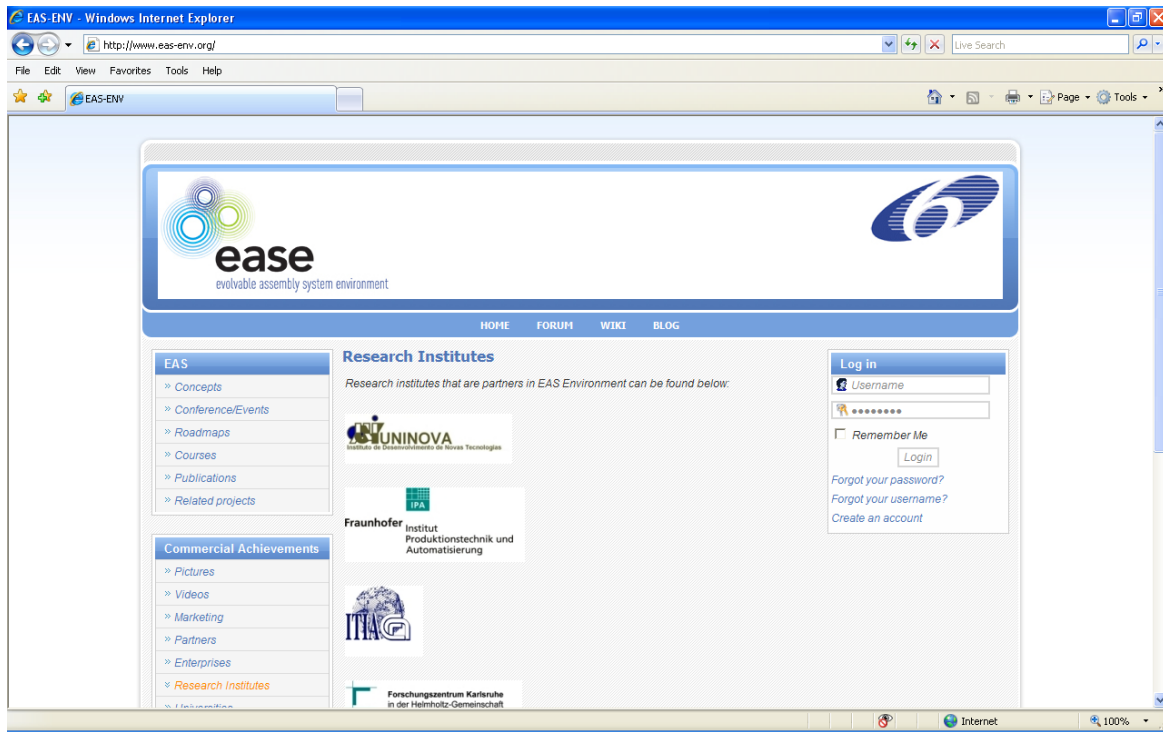 EAS-ENV - Windows Internet Explorer
http://www.eas-env.org/
Live Search
File Edit View Favorites Tools Help
EAS-ENV
Page Tools
ease
evolvable assembly system environment
6
HOME FORUM WIKI BLOG
EAS
» Concepts
» Conference/Events
» Roadmaps
» Courses
» Publications
» Related projects
Commercial Achievements
» Pictures
» Videos
» Marketing
» Partners
» Enterprises
» Research Institutes
» Universities
Research Institutes
Research institutes that are partners in EAS Environment can be found below:
UNINOVA
Instituto de Desenvolvimento de Novas Tecnologias
IPA
Fraunhofer Institut
Produktionstechnik und
Automatisierung
ITIA
Forschungszentrum Karlsruhe
in der Helmholtz-Gemeinschaft
Log in
Username
Remember Me
Login
Forgot your password?
Forgot your username?
Create an account
Internet
100%